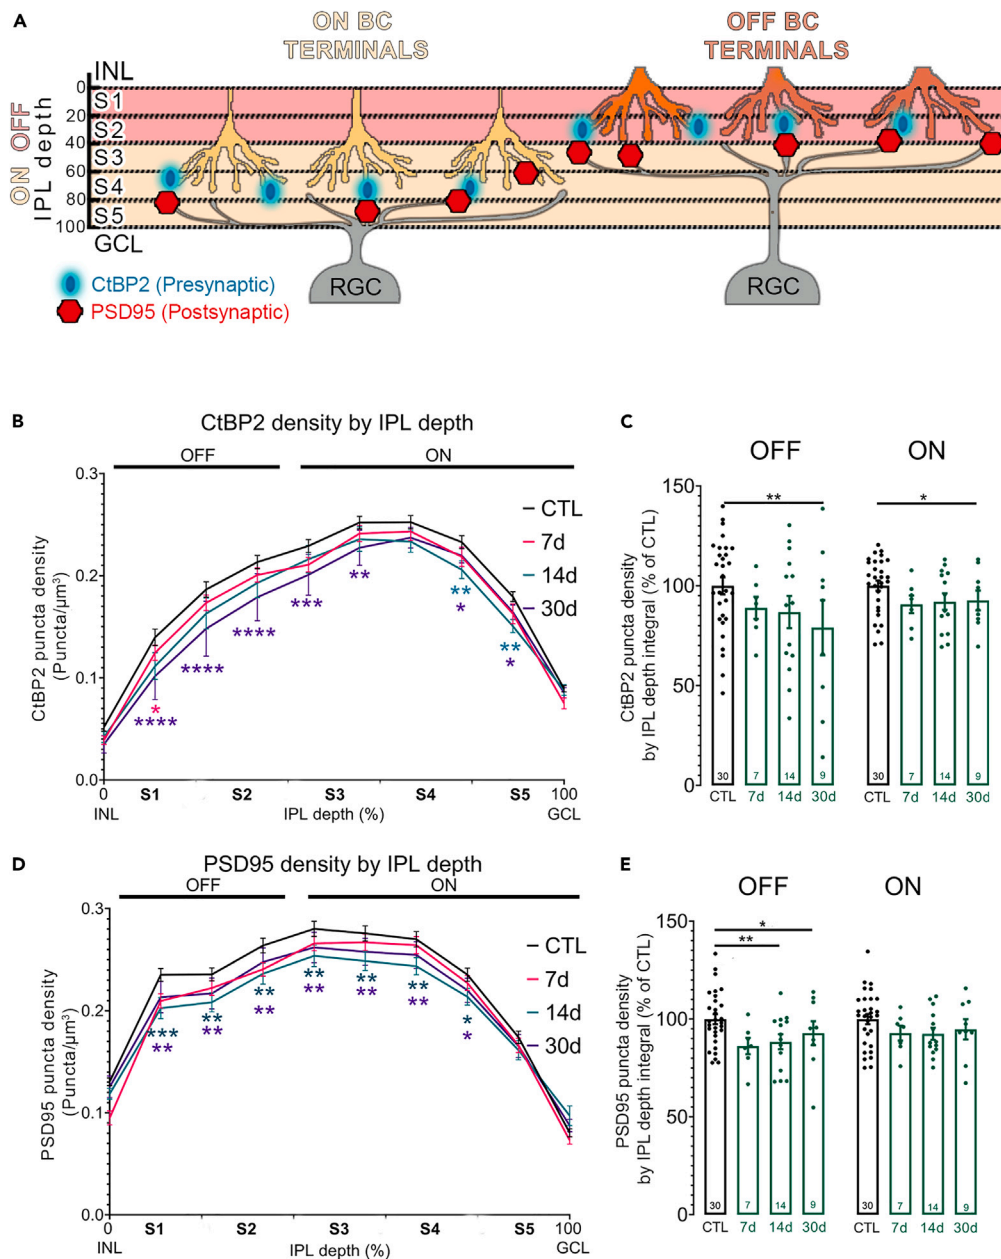 A
ON BC
TERMINALS
OFF BC
TERMINALS
ON OFF
IPL depth
INL
0
S1
20
S2
40
S3
60
S4
80
S5
100
GCL
RGC
RGC
CtBP2 (Presynaptic)
PSD95 (Postsynaptic)
B
CtBP2 density by IPL depth
OFF
ON
CtBP2 puncta density
(Puncta/μm³)
0.3
0.2
0.1
0.0
CTL
7d
14d
30d
*
****
****
****
***
**
**
*
**
*
0
S1
S2
S3
S4
S5
100
INL
IPL depth (%)
GCL
C
OFF
ON
CtBP2 puncta density
by IPL depth integral (% of CTL)
150
100
50
0
**
*
30
7
14
9
30
7
14
9
CTL
7d
14d
30d
CTL
7d
14d
30d
D
PSD95 density by IPL depth
OFF
ON
PSD95 puncta density
(Puncta/μm³)
0.3
0.2
0.1
0.0
CTL
7d
14d
30d
***
**
**
**
**
**
**
**
**
**
**
**
*
*
0
S1
S2
S3
S4
S5
100
INL
IPL depth (%)
GCL
E
OFF
ON
PSD95 puncta density
by IPL depth integral (% of CTL)
150
100
50
0
*
**
30
7
14
9
30
7
14
9
CTL
7d
14d
30d
CTL
7d
14d
30d